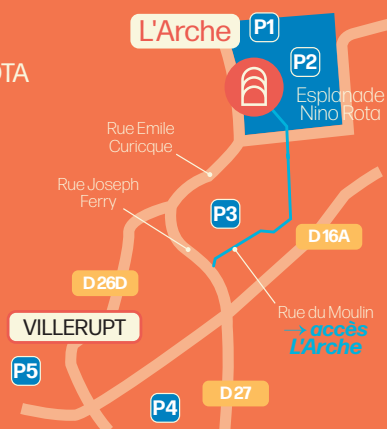 L'Arche
P1
P2
OTA
Esplanade
Nino Rota
Rue Emile
Curicque
Rue Joseph
Ferry
P3
D16A
D26D
Rue du Moulin
→ accès
L'Arche
VILLERUPT
P5
D27
P4